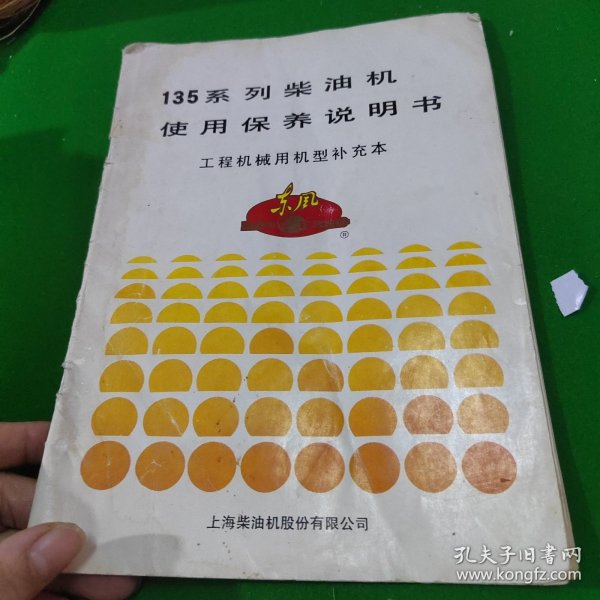 135系列柴油机
使用保养说明书
工程机械用机型补充本
东风
®
上海柴油机股份有限公司
孔夫子旧书网
www.kongfz.com